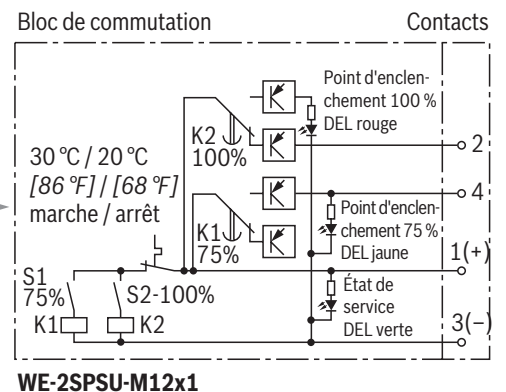 Bloc de commutation
Contacts
Point d'enclen-
chement 100 %
DEL rouge
K2
100%
2
30 °C / 20 °C
[86 °F] / [68 °F]
marche / arrêt
4
Point d'enclen-
chement 75 %
DEL jaune
K1
75%
1(+)
S1
75%
S2-100%
État de
service
DEL verte
K1
K2
3(−)
WE-2SPSU-M12x1